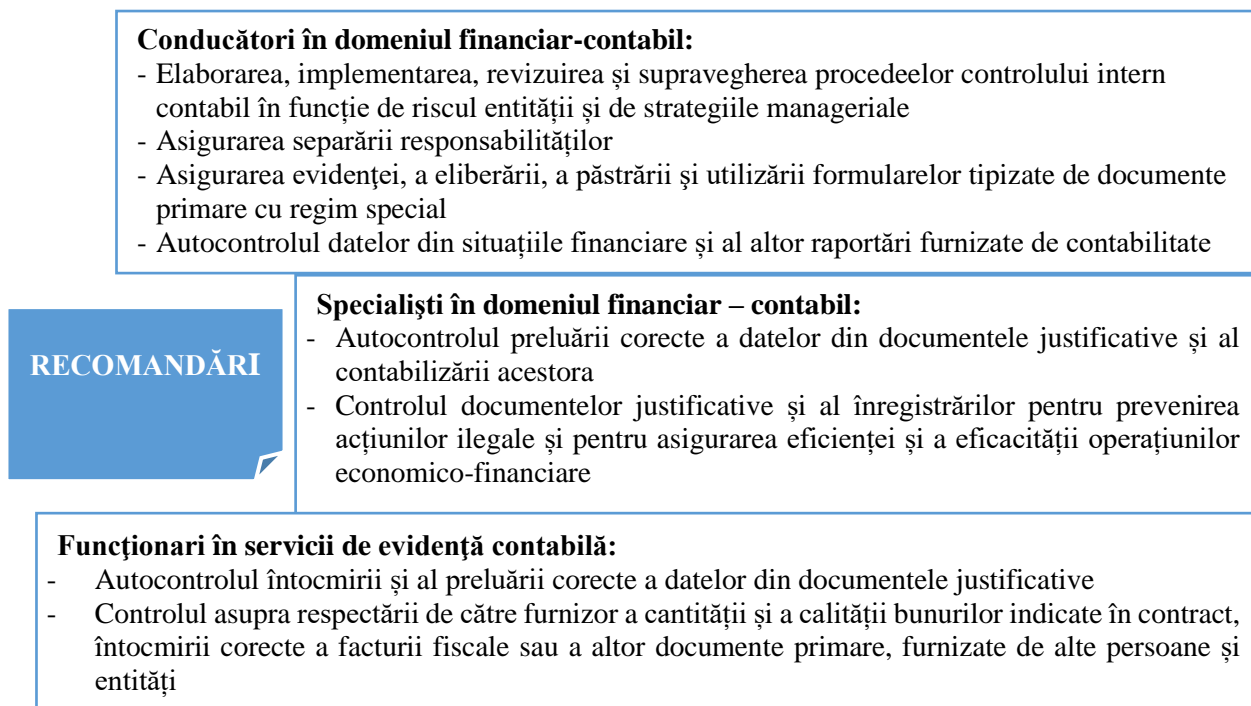 Conducători în domeniul financiar-contabil:
- Elaborarea, implementarea, revizuirea și supravegherea procedeelor controlului intern
contabil în funcție de riscul entității și de strategiile manageriale
- Asigurarea separării responsabilităților
- Asigurarea evidenţei, a eliberării, a păstrării şi utilizării formularelor tipizate de documente
primare cu regim special
- Autocontrolul datelor din situațiile financiare și al altor raportări furnizate de contabilitate
RECOMANDĂRI
Specialişti în domeniul financiar – contabil:
- Autocontrolul preluării corecte a datelor din documentele justificative și al
contabilizării acestora
- Controlul documentelor justificative și al înregistrărilor pentru prevenirea
acțiunilor ilegale și pentru asigurarea eficienței și a eficacității operațiunilor
economico-financiare
Funcţionari în servicii de evidenţă contabilă:
- Autocontrolul întocmirii și al preluării corecte a datelor din documentele justificative
- Controlul asupra respectării de către furnizor a cantității și a calității bunurilor indicate în contract,
întocmirii corecte a facturii fiscale sau a altor documente primare, furnizate de alte persoane și
entități